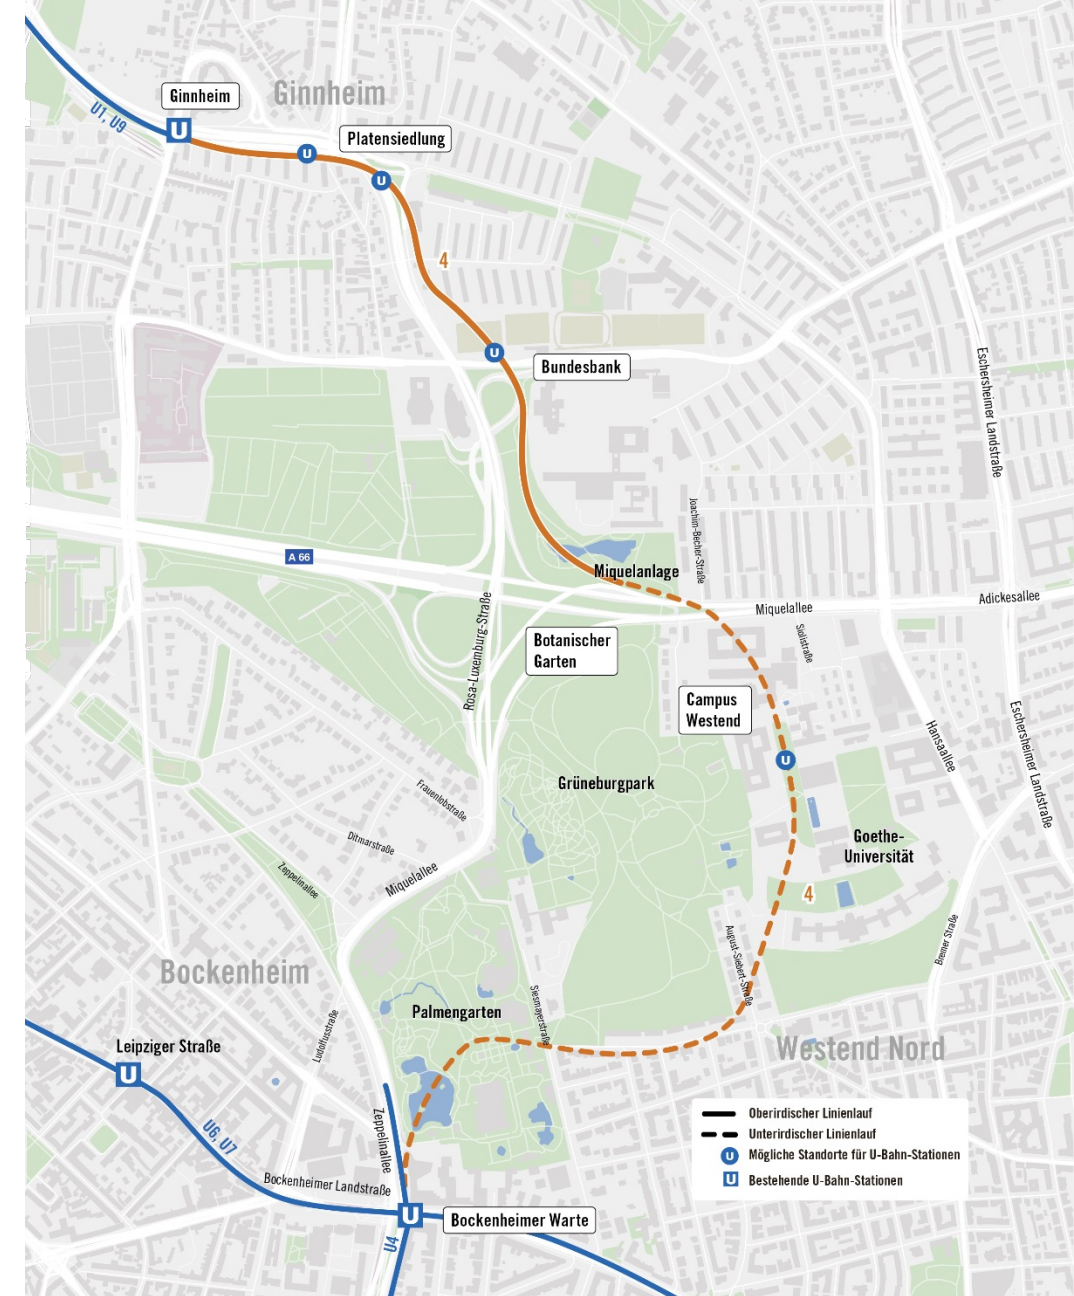 Ginnheim
Ginnheim
U
U1, U9
Platensiedlung
U
U
4
U
Bundesbank
Eschersheimer Landstraße
Joachim-Becher-Straße
A 66
Miquelanlage
Adickesallee
Miquelallee
Siolistraße
Rosa-Luxemburg-Straße
Botanischer
Garten
Campus
Westend
U
Hansaallee
Eschersheimer Landstraße
Grüneburgpark
Frauenlobstraße
Ditmarstraße
Goethe-
Universität
Miquelallee
Zeppelinallee
4
Bremer Straße
August-Siebert-Straße
Bockenheim
Palmengarten
Siesmayerstraße
Ludolfusstraße
Leipziger Straße
U
Westend Nord
U6, U7
Zeppelinallee
Bockenheimer Landstraße
U
Bockenheimer Warte
U4
Oberirdischer Linienlauf
Unterirdischer Linienlauf
U
Mögliche Standorte für U-Bahn-Stationen
U
Bestehende U-Bahn-Stationen